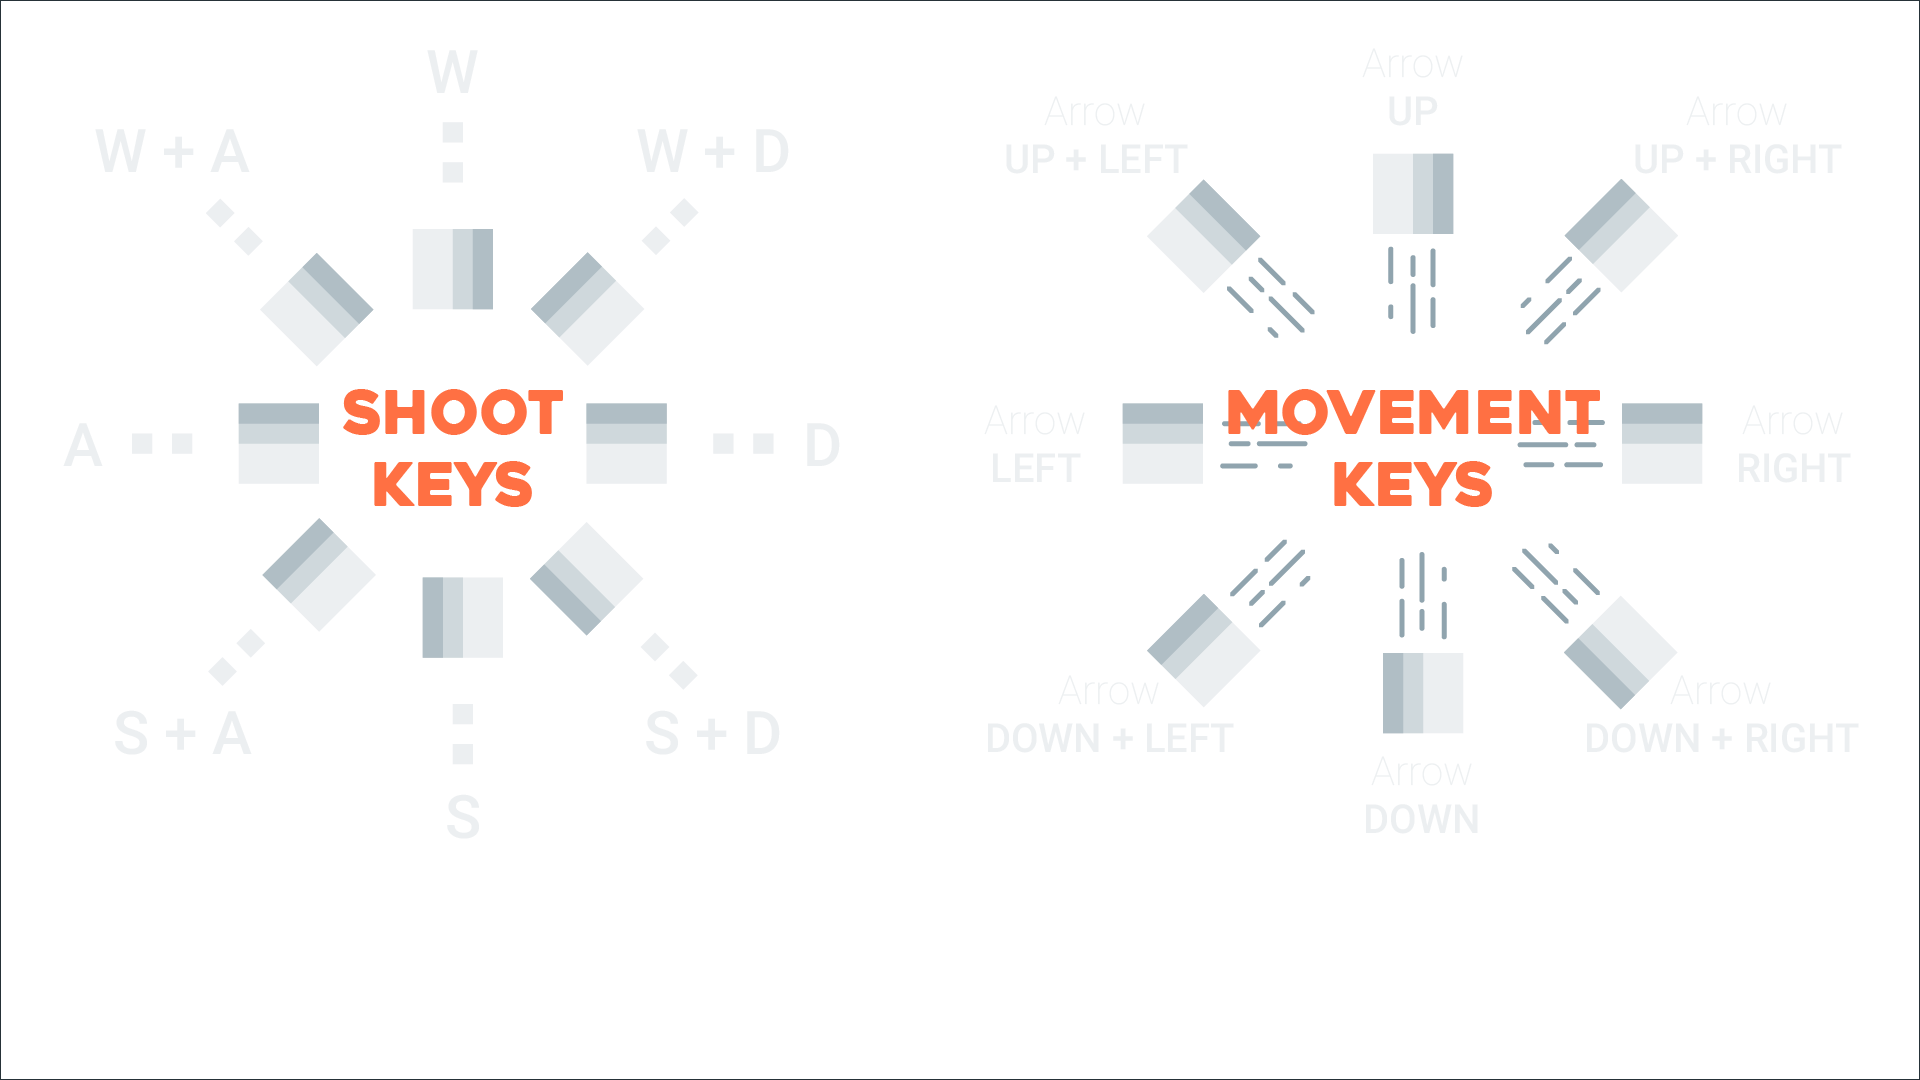 W
W + A
W + D
SHOOT
KEYS
A
D
S + A
S + D
S
Arrow
UP
Arrow
UP + LEFT
Arrow
UP + RIGHT
MOVEMENT
KEYS
Arrow
LEFT
Arrow
RIGHT
Arrow
DOWN + LEFT
Arrow
DOWN + RIGHT
Arrow
DOWN